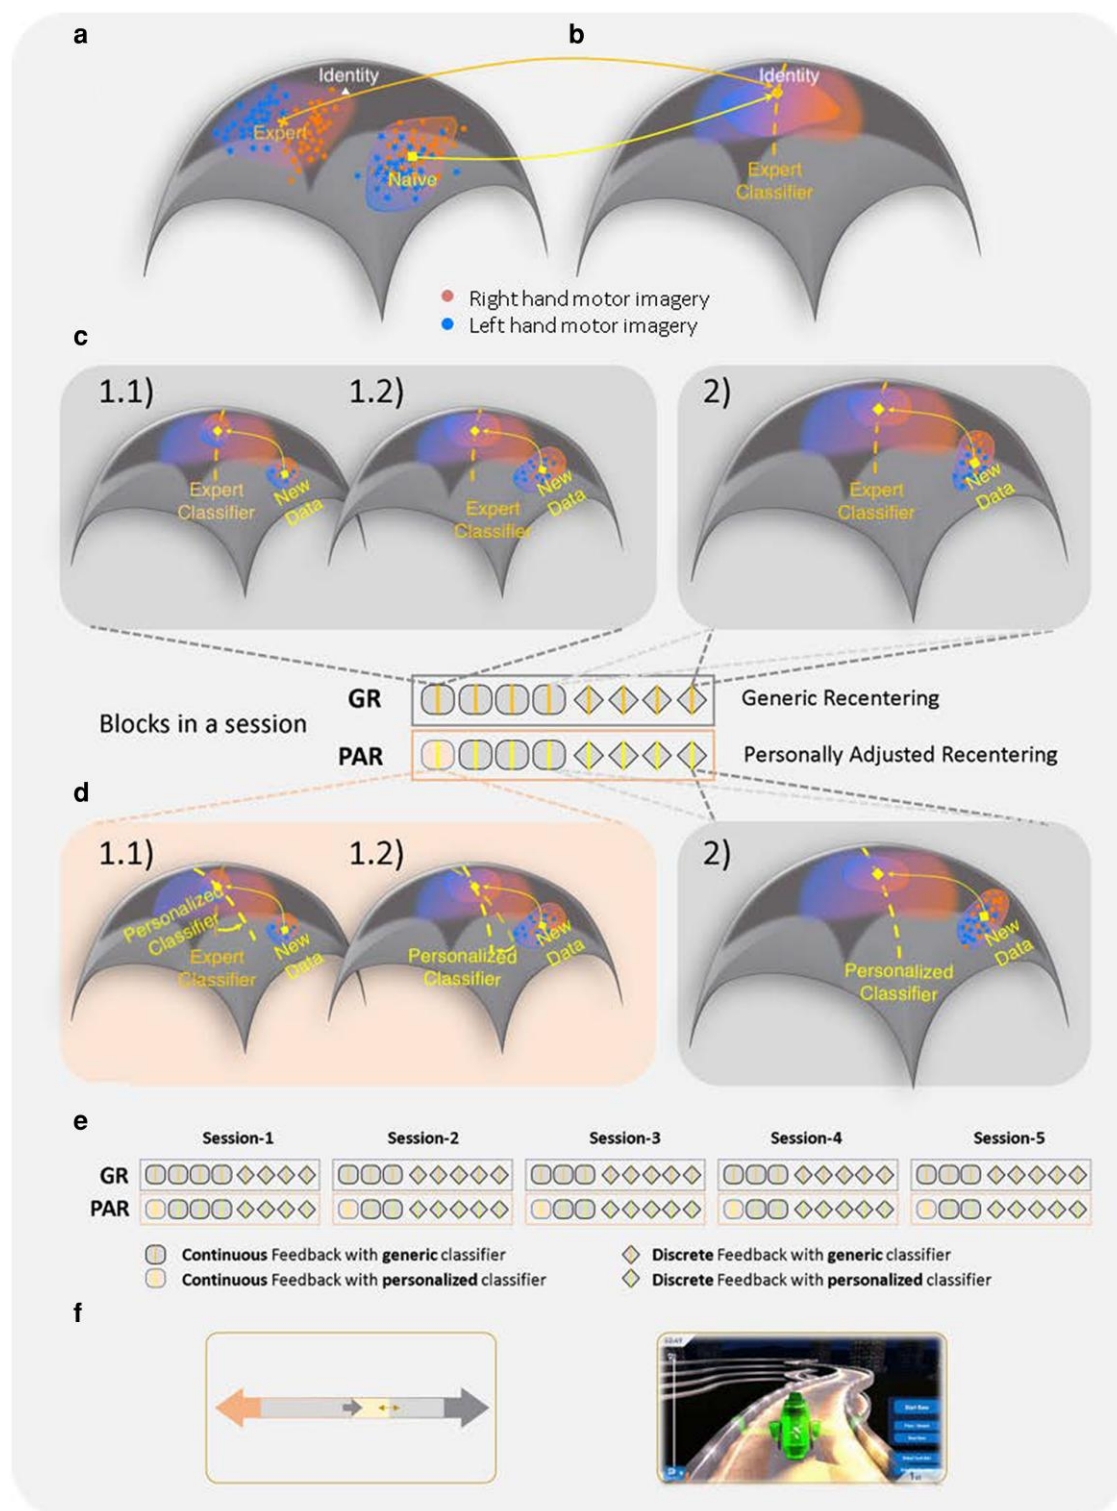 a
b
Identity
Expert
Naïve
Identity
Expert
Classifier
Right hand motor imagery
Left hand motor imagery
c
1.1)
Expert
Classifier
New
Data
1.2)
Expert
Classifier
New
Data
2)
Expert
Classifier
New
Data
Blocks in a session
GR
Generic Recentering
PAR
Personally Adjusted Recentering
d
1.1)
Personalized
Classifier
Expert
Classifier
New
Data
1.2)
Personalized
Classifier
New
Data
2)
Personalized
Classifier
New
Data
e
Session-1 Session-2 Session-3 Session-4 Session-5
GR
PAR
Continuous Feedback with generic classifier
Continuous Feedback with personalized classifier
Discrete Feedback with generic classifier
Discrete Feedback with personalized classifier
f